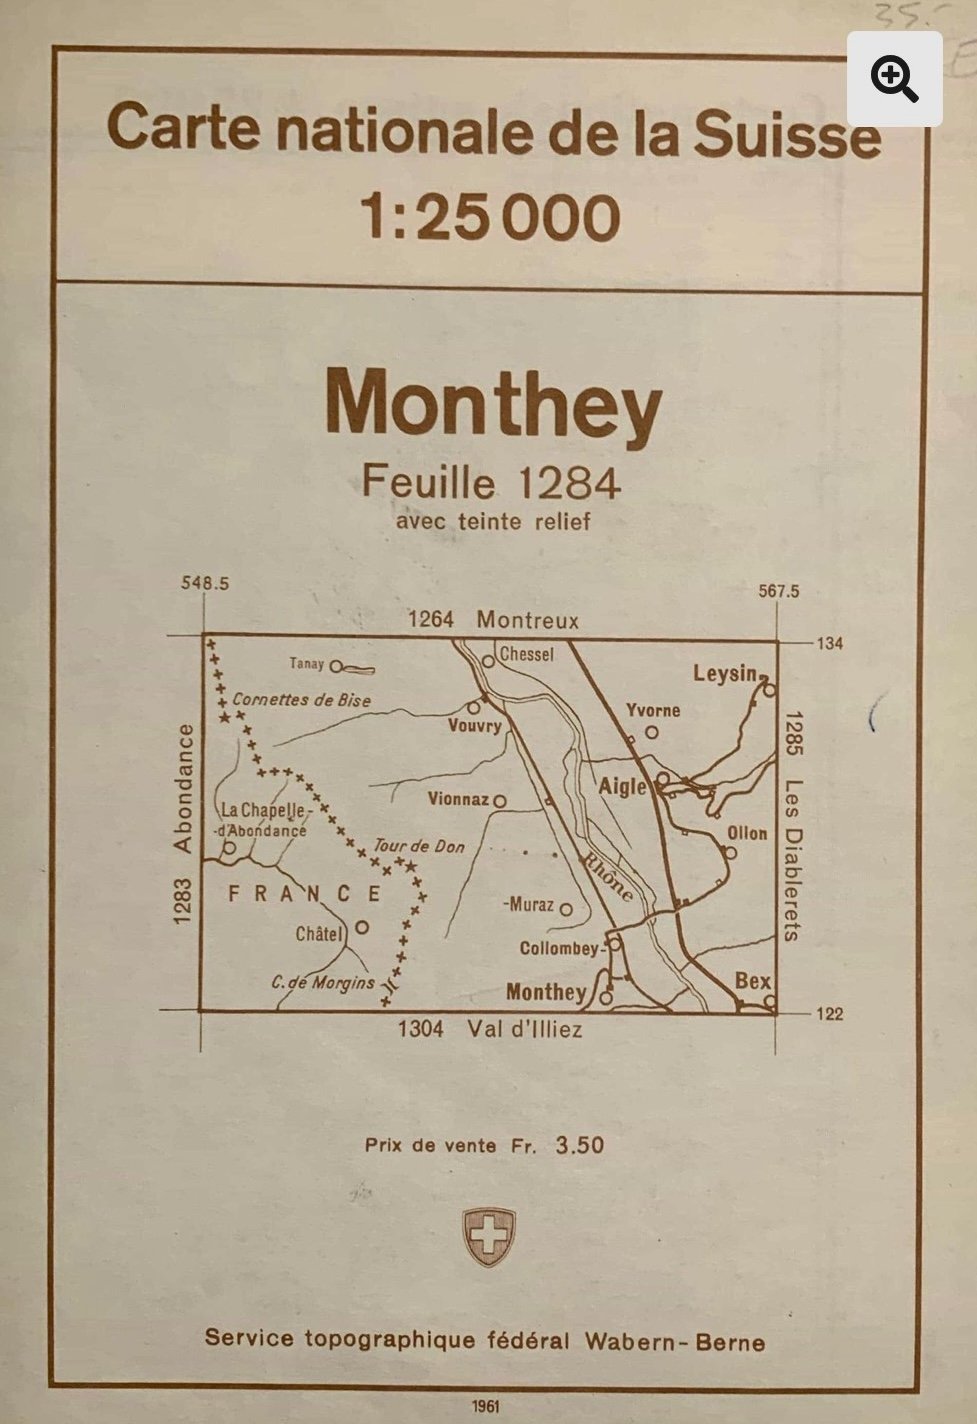 35.-
Carte nationale de la Suisse
1:25 000
Monthey
Feuille 1284
avec teinte relief
548.5
567.5
1264 Montreux
134
Chessel
Tanay
Leysin
Cornettes de Bise
Yvorne
Vouvry
1285 Les Diablerets
1283 Abondance
Aigle
Vionnaz
La Chapelle-
-d'Abondance
Ollon
Tour de Don
Rhône
FRANCE
-Muraz
Châtel
Collombey-
C. de Morgins
Monthey
Bex
122
1304 Val d'Illiez
Prix de vente Fr. 3.50
Service topographique fédéral Wabern-Berne
1961